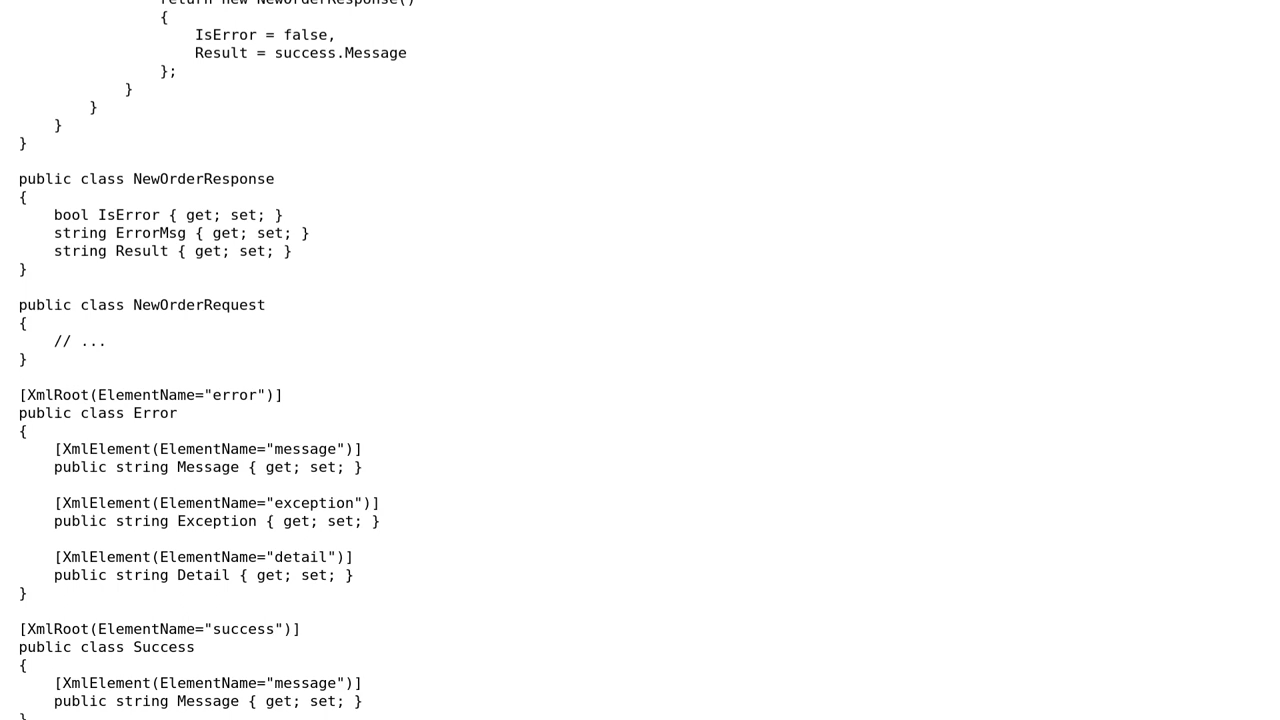 return new NewOrderResponse()
                {
                    IsError = false,
                    Result = success.Message
                };
            }
        }
    }
}

public class NewOrderResponse
{
    bool IsError { get; set; }
    string ErrorMsg { get; set; }
    string Result { get; set; }
}

public class NewOrderRequest
{
    // ...
}

[XmlRoot(ElementName="error")]
public class Error
{
    [XmlElement(ElementName="message")]
    public string Message { get; set; }

    [XmlElement(ElementName="exception")]
    public string Exception { get; set; }

    [XmlElement(ElementName="detail")]
    public string Detail { get; set; }
}

[XmlRoot(ElementName="success")]
public class Success
{
    [XmlElement(ElementName="message")]
    public string Message { get; set; }
}